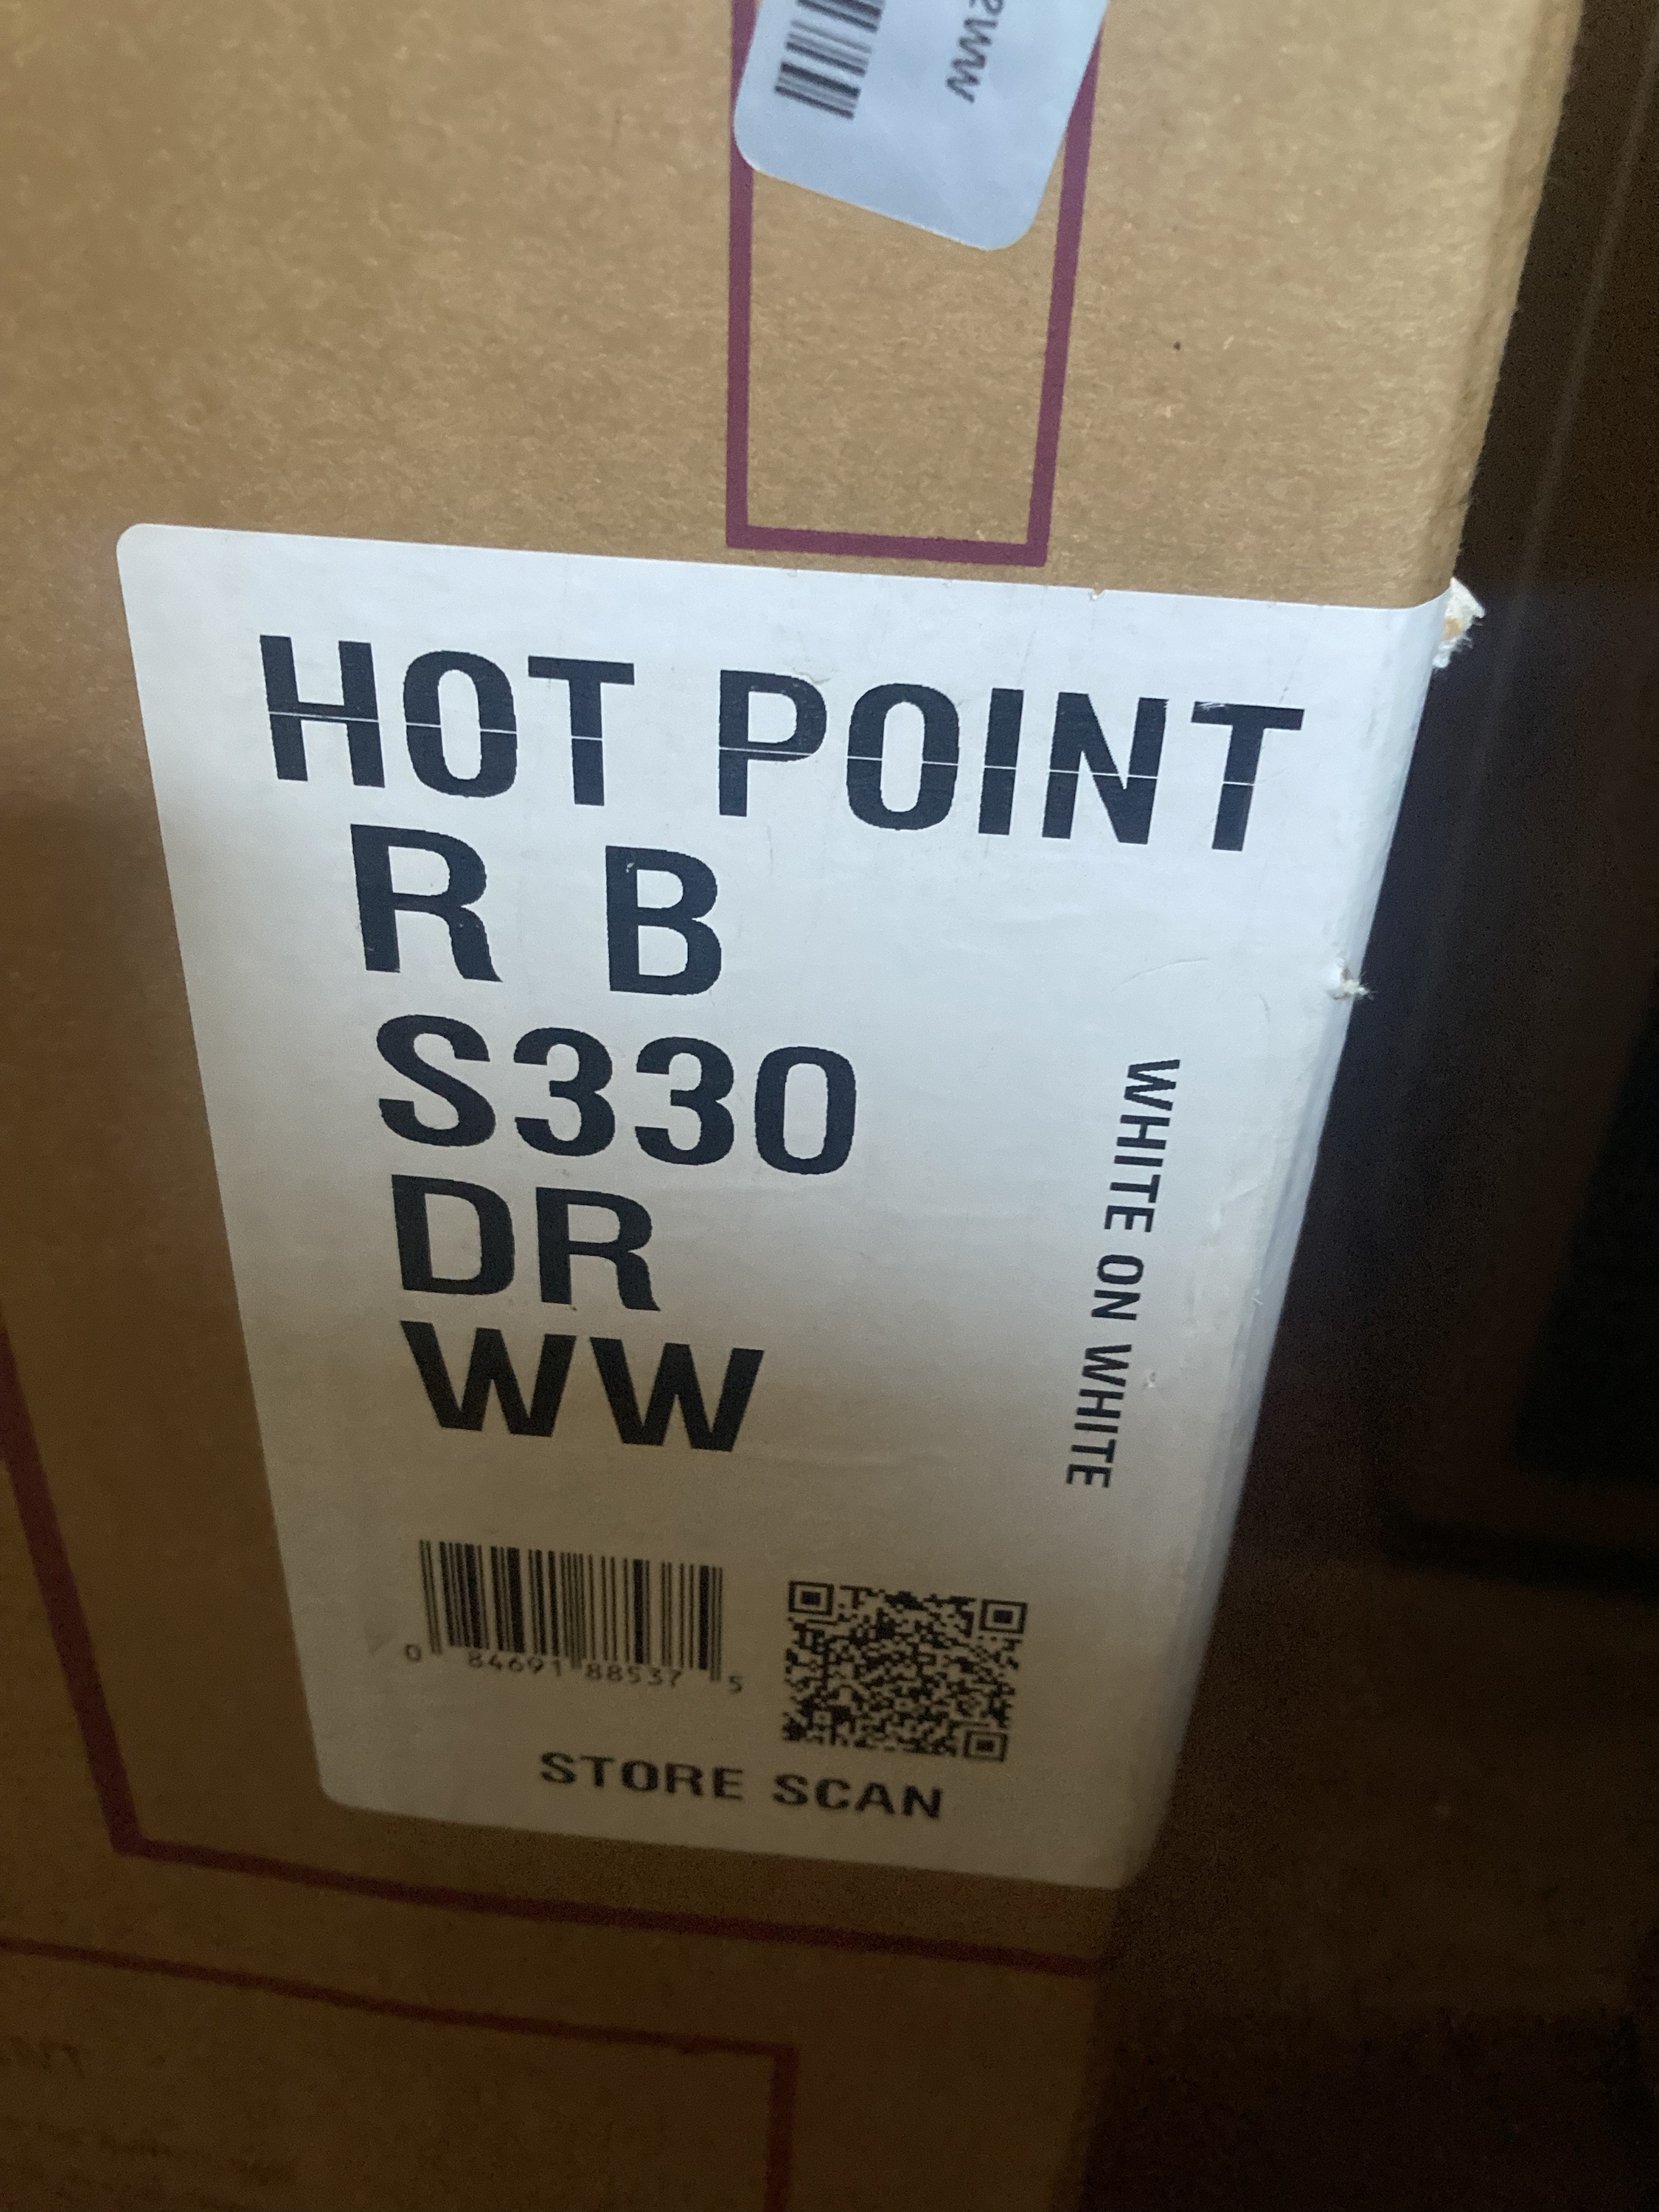 HOT POINT
R B
S330
DR
WW
WHITE ON WHITE
0 84691 88537 5
STORE SCAN